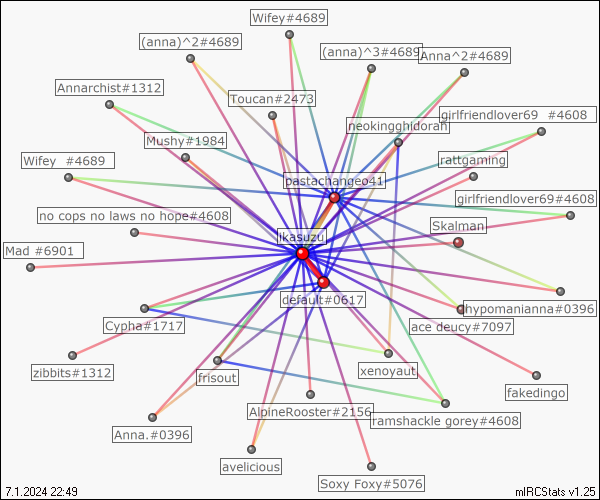 Wifey#4689
(anna)^2#4689
(anna)^3#4689
Anna^2#4689
Annarchist#1312
Toucan#2473
girlfriendlover69 #4608
neokingghidorah
Mushy#1984
rattgaming
Wifey #4689
pastachangeo41
girlfriendlover69#4608
no cops no laws no hope#4608
Skalman
ikasuzu
Mad #6901
default#0617
hypomanianna#0396
Cypha#1717
ace deucy#7097
zibbits#1312
xenoyaut
frisout
fakedingo
AlpineRooster#2156
ramshackle gorey#4608
Anna.#0396
avelicious
Soxy Foxy#5076
7.1.2024 22:49
mIRCStats v1.25